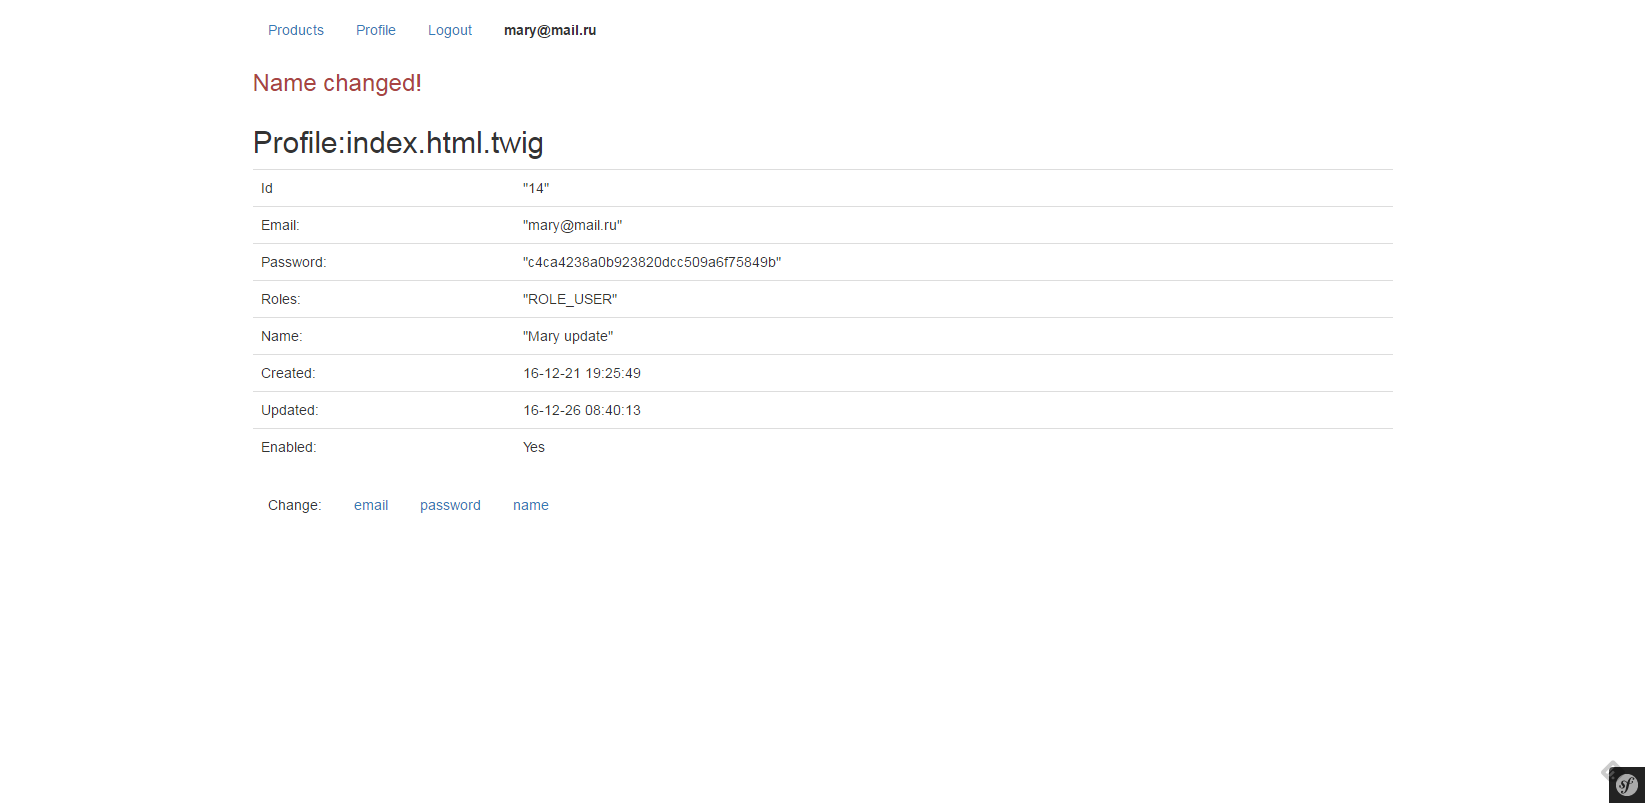 Products Profile Logout mary@mail.ru
Name changed!
Profile:index.html.twig
Id "14"
Email: "mary@mail.ru"
Password: "c4ca4238a0b923820dcc509a6f75849b"
Roles: "ROLE_USER"
Name: "Mary update"
Created: 16-12-21 19:25:49
Updated: 16-12-26 08:40:13
Enabled: Yes
Change: email password name
sf